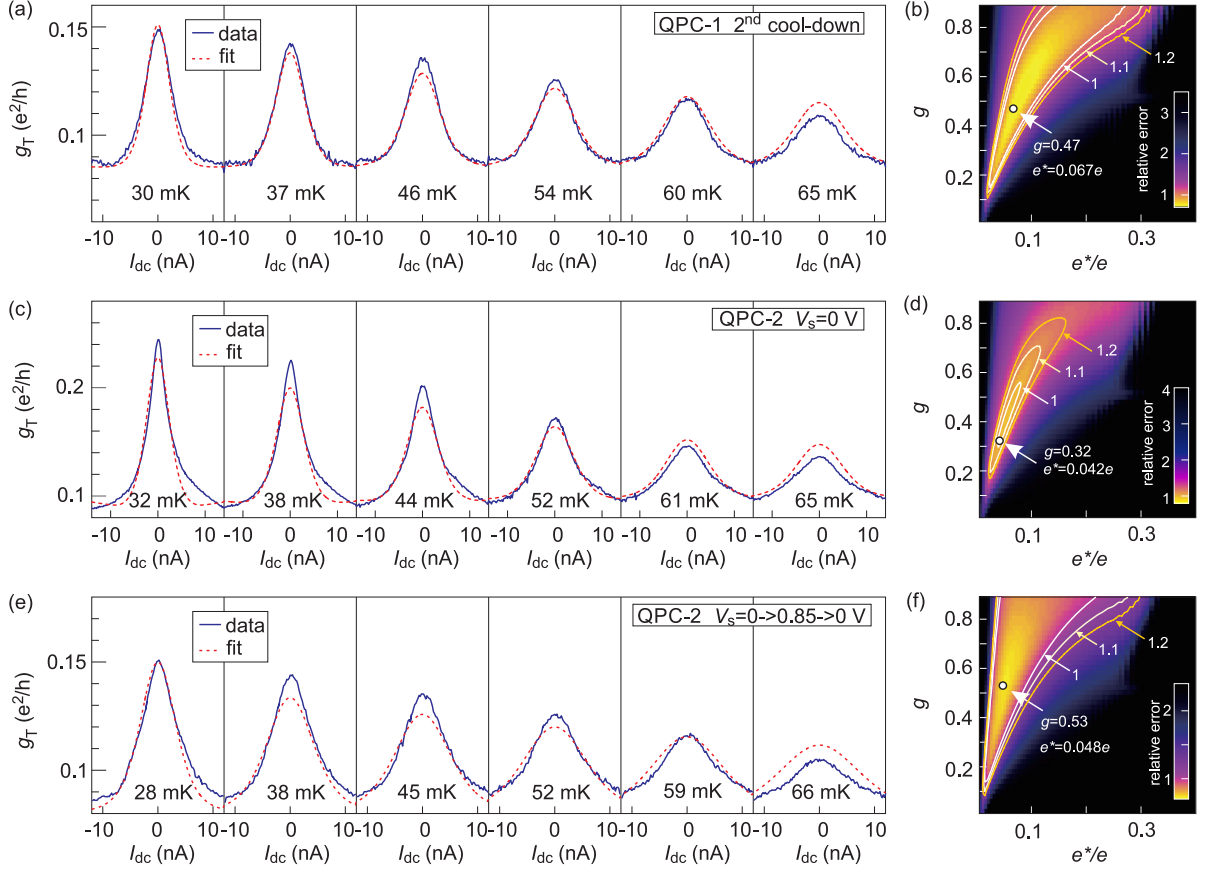 (a)
g_T (e²/h)
0.15
0.1
data
fit
QPC-1 2nd cool-down
30 mK
37 mK
46 mK
54 mK
60 mK
65 mK
-10 0 10 -10 0 10 -10 0 10 -10 0 10 -10 0 10 -10 0 10
I_dc (nA) I_dc (nA) I_dc (nA) I_dc (nA) I_dc (nA) I_dc (nA)
(b)
g
0.8
0.6
0.4
0.2
1.2
1.1
1
g=0.47
e*=0.067e
relative error
3
2
1
0.1 0.3
e*/e
(c)
g_T (e²/h)
0.2
0.1
data
fit
QPC-2 V_s=0 V
32 mK
38 mK
44 mK
52 mK
61 mK
65 mK
-10 0 10 -10 0 10 -10 0 10 -10 0 10 -10 0 10 -10 0 10
I_dc (nA) I_dc (nA) I_dc (nA) I_dc (nA) I_dc (nA) I_dc (nA)
(d)
g
0.8
0.6
0.4
0.2
1.2
1.1
1
g=0.32
e*=0.042e
relative error
4
3
2
1
0.1 0.3
e*/e
(e)
g_T (e²/h)
0.15
0.1
data
fit
QPC-2 V_s=0->0.85->0 V
28 mK
38 mK
45 mK
52 mK
59 mK
66 mK
-10 0 10 -10 0 10 -10 0 10 -10 0 10 -10 0 10 -10 0 10
I_dc (nA) I_dc (nA) I_dc (nA) I_dc (nA) I_dc (nA) I_dc (nA)
(f)
g
0.8
0.6
0.4
0.2
1.2
1.1
1
g=0.53
e*=0.048e
relative error
2
1
0.1 0.3
e*/e